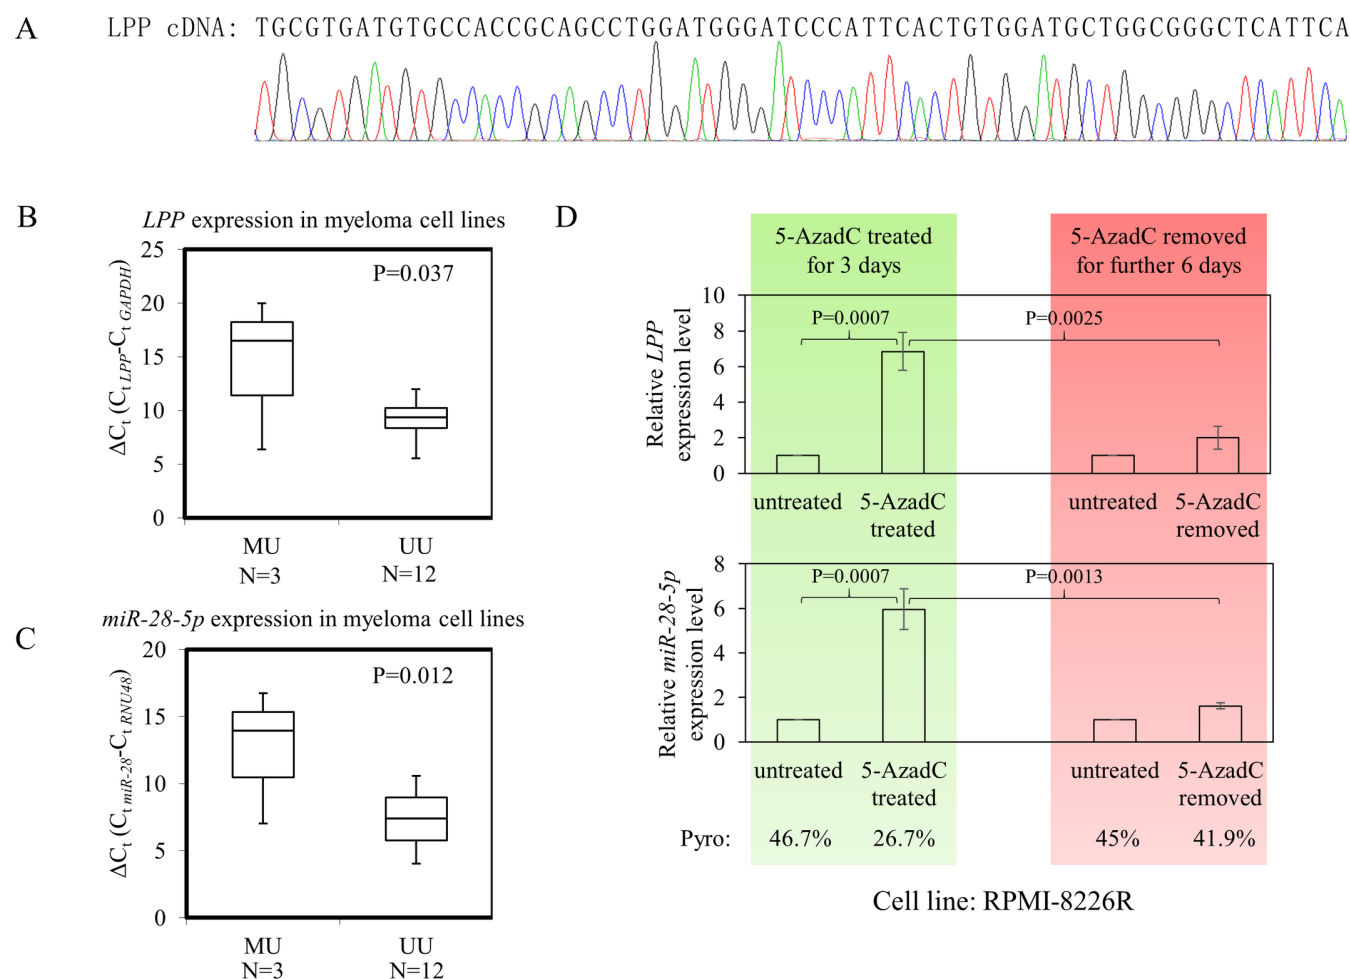 A
LPP cDNA: TGCGTGATGTGCCACCGCAGCCTGGATGGGATCCCATTCACTGTGGATGCTGGCGGGCTCATTCA
B
LPP expression in myeloma cell lines
ΔCt (Ct LPP-Ct GAPDH)
25
20
15
10
5
0
P=0.037
MU
N=3
UU
N=12
C
miR-28-5p expression in myeloma cell lines
ΔCt (Ct miR-28-Ct RNU48)
20
15
10
5
0
P=0.012
MU
N=3
UU
N=12
D
5-AzadC treated
for 3 days
5-AzadC removed
for further 6 days
Relative LPP
expression level
10
8
6
4
2
0
P=0.0007
P=0.0025
untreated
5-AzadC
treated
untreated
5-AzadC
removed
Relative miR-28-5p
expression level
8
6
4
2
0
P=0.0007
P=0.0013
untreated
5-AzadC
treated
untreated
5-AzadC
removed
Pyro: 46.7% 26.7% 45% 41.9%
Cell line: RPMI-8226R